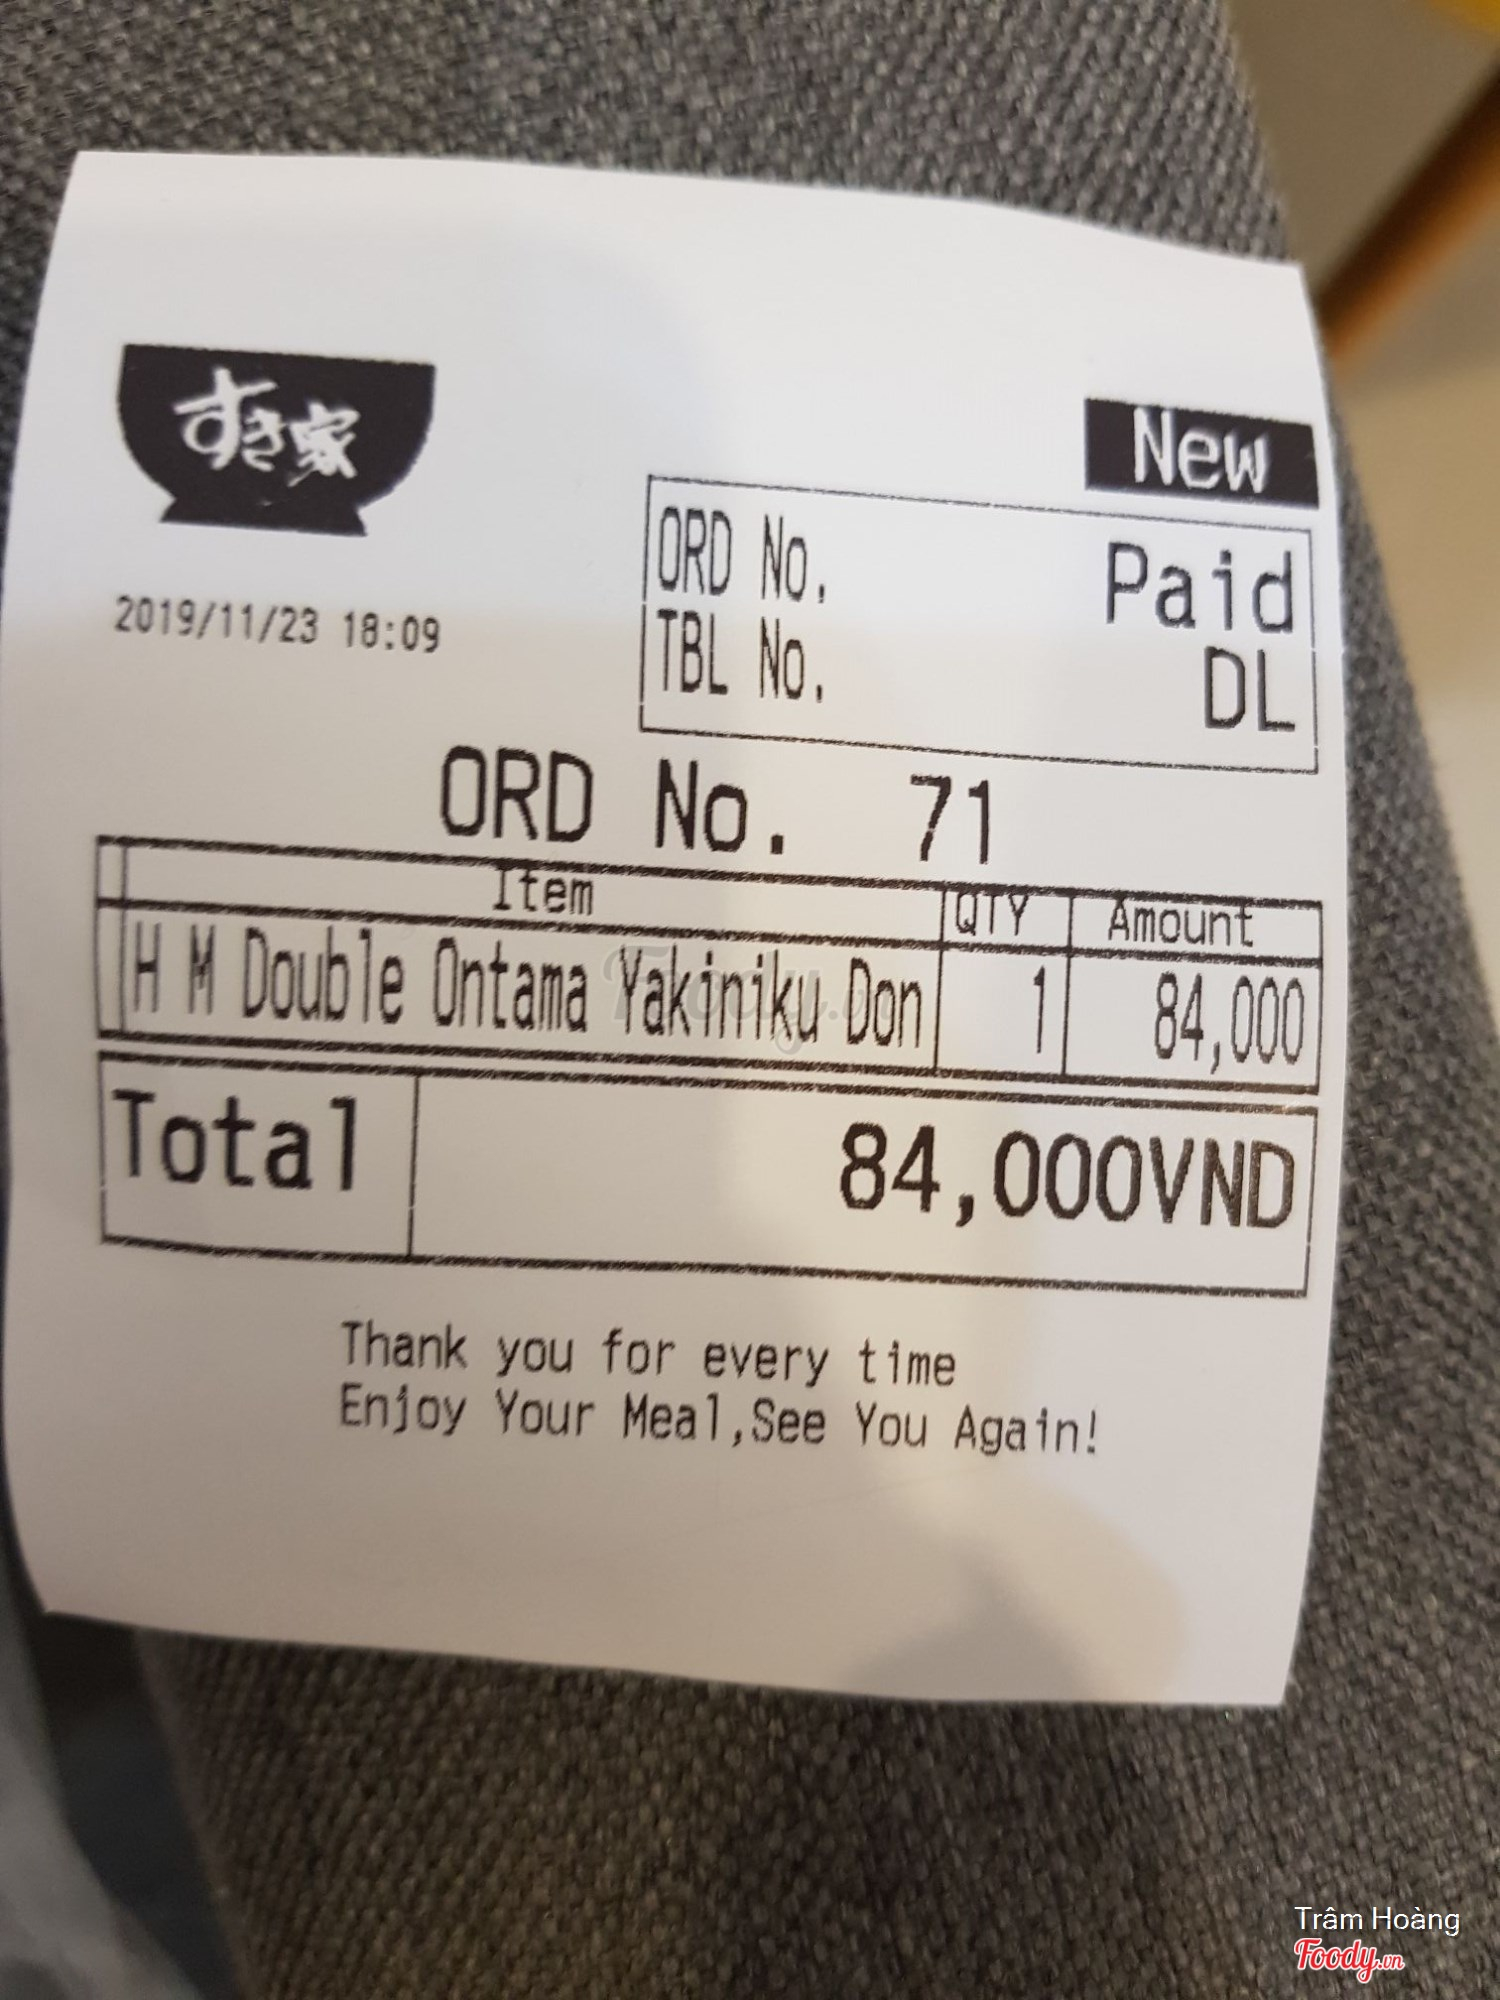 すき家
New
ORD No. Paid
TBL No. DL
2019/11/23 18:09
ORD No. 71
Item QTY Amount
H M Double Ontama Yakiniku Don 1 84,000
Total 84,000VND
Thank you for every time
Enjoy Your Meal,See You Again!
Foody.vn
Trâm Hoàng
Foody.vn